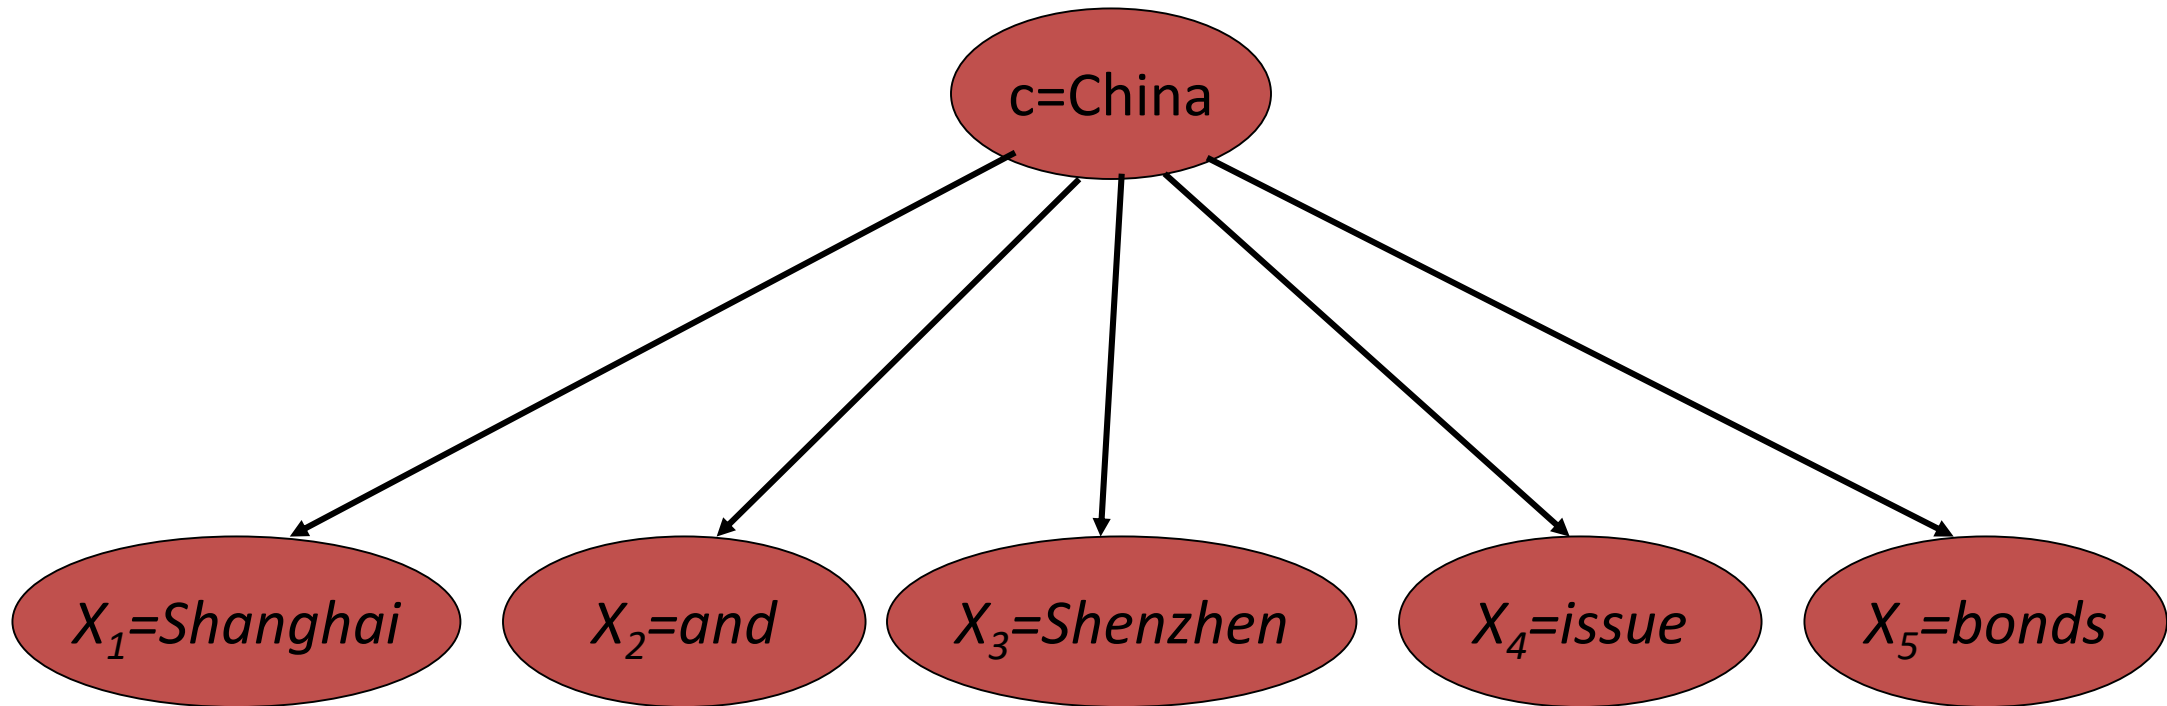 c=China
X1=Shanghai
X2=and
X3=Shenzhen
X4=issue
X5=bonds